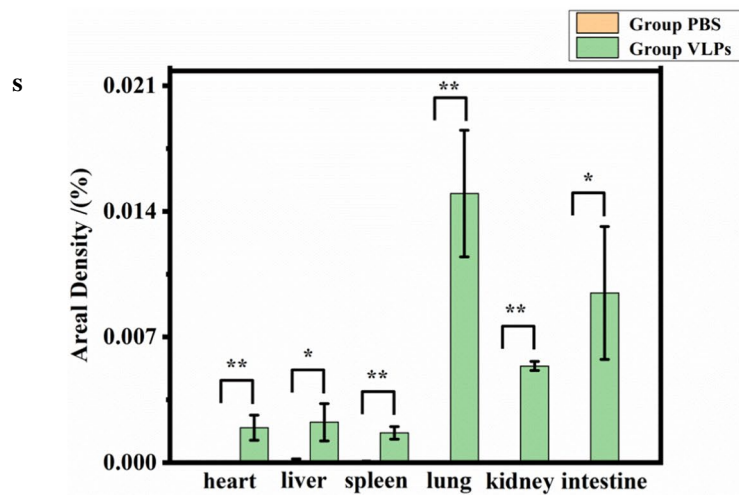 Group PBS
Group VLPs
s
0.021
0.014
0.007
0.000
Areal Density /(%)
**
*
**
**
**
*
heart liver spleen lung kidney intestine